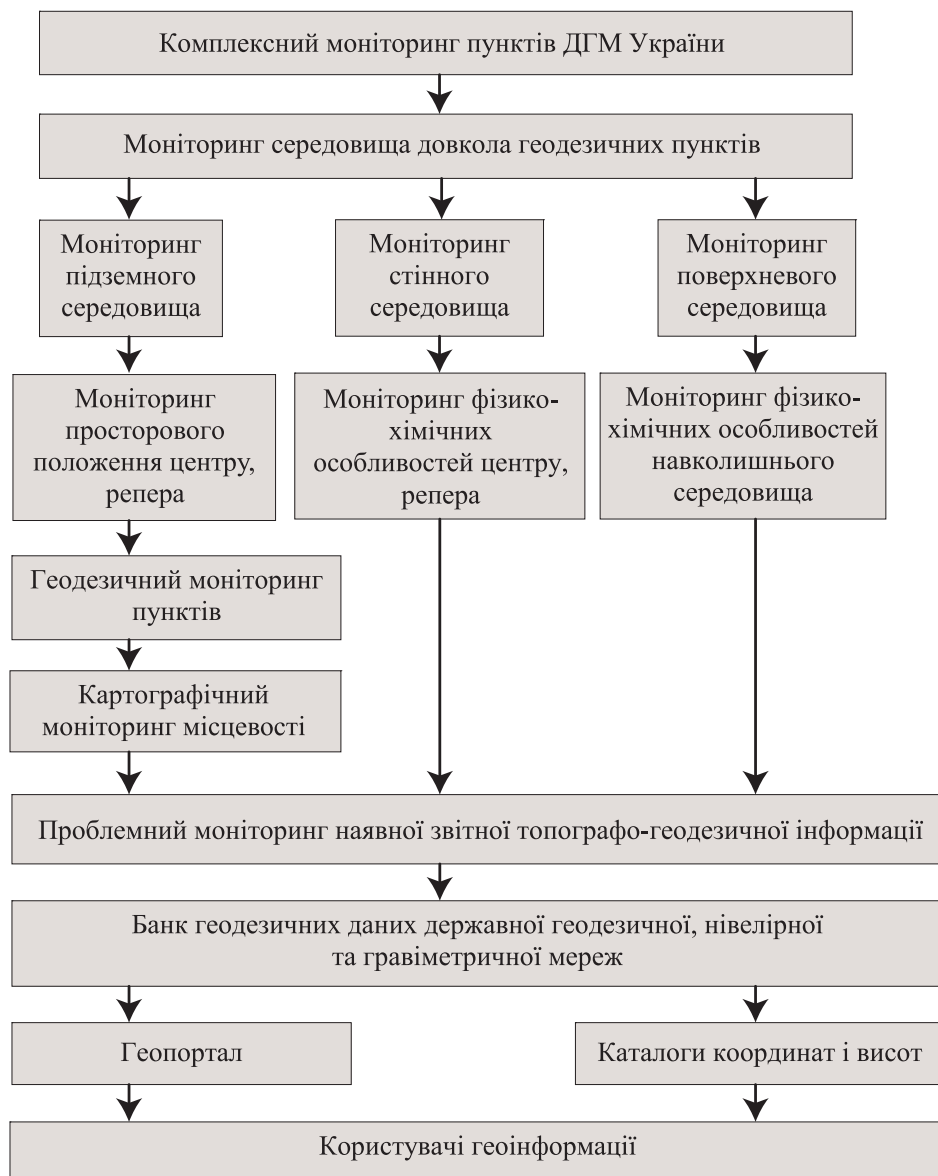 Комплексний моніторинг пунктів ДГМ України
Моніторинг середовища довкола геодезичних пунктів
Моніторинг
підземного
середовища
Моніторинг
стінного
середовища
Моніторинг
поверхневого
середовища
Моніторинг
просторового
положення центру,
репера
Моніторинг фізико-
хімічних
особливостей центру,
репера
Моніторинг фізико-
хімічних особливостей
навколишнього
середовища
Геодезичний моніторинг
пунктів
Картографічний
моніторинг місцевості
Проблемний моніторинг наявної звітної топографо-геодезичної інформації
Банк геодезичних даних державної геодезичної, нівелірної
та гравіметричної мереж
Геопортал
Каталоги координат і висот
Користувачі геоінформації